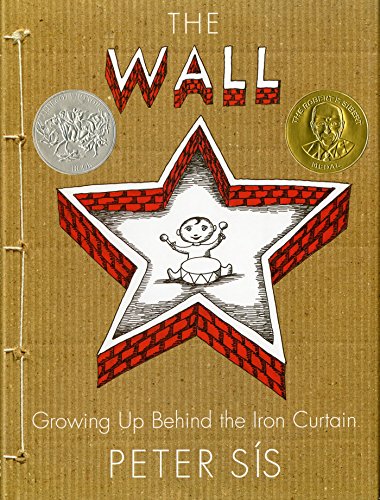 THE
WALL
THE ROBERT F. SIBERT
MEDAL
Growing Up Behind the Iron Curtain
PETER SÍS